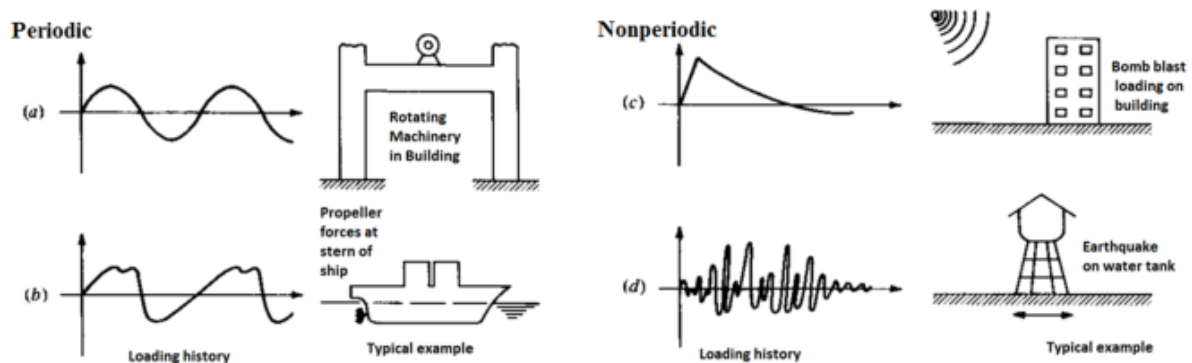 Periodic
(a)
Rotating
Machinery
in Building
(b)
Propeller
forces at
stern of
ship
Loading history
Typical example
Nonperiodic
(c)
Bomb blast
loading on
building
(d)
Earthquake
on water tank
Loading history
Typical example